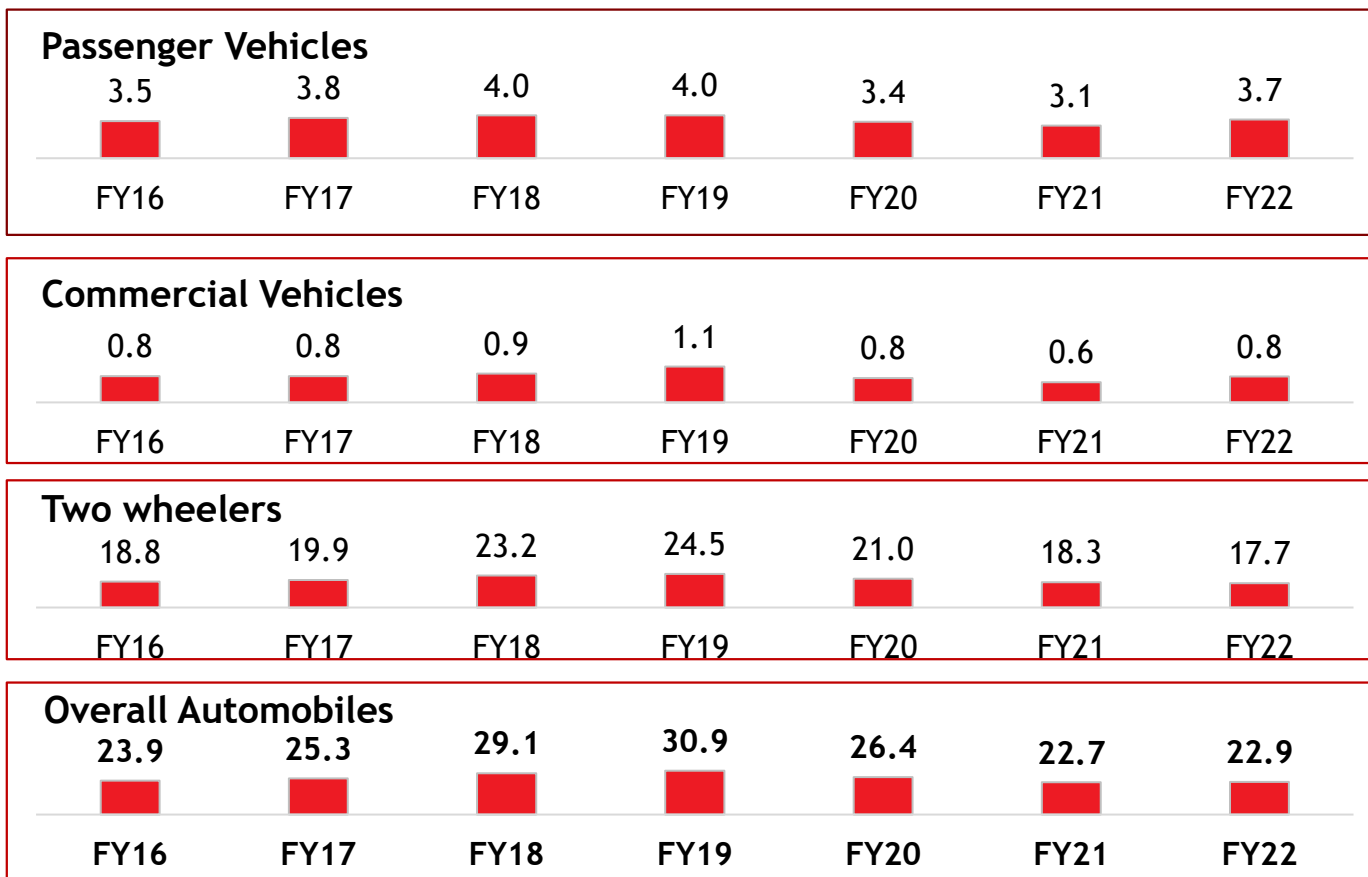 Passenger Vehicles
3.5 3.8 4.0 4.0 3.4 3.1 3.7
FY16 FY17 FY18 FY19 FY20 FY21 FY22
Commercial Vehicles
0.8 0.8 0.9 1.1 0.8 0.6 0.8
FY16 FY17 FY18 FY19 FY20 FY21 FY22
Two wheelers
18.8 19.9 23.2 24.5 21.0 18.3 17.7
FY16 FY17 FY18 FY19 FY20 FY21 FY22
Overall Automobiles
23.9 25.3 29.1 30.9 26.4 22.7 22.9
FY16 FY17 FY18 FY19 FY20 FY21 FY22